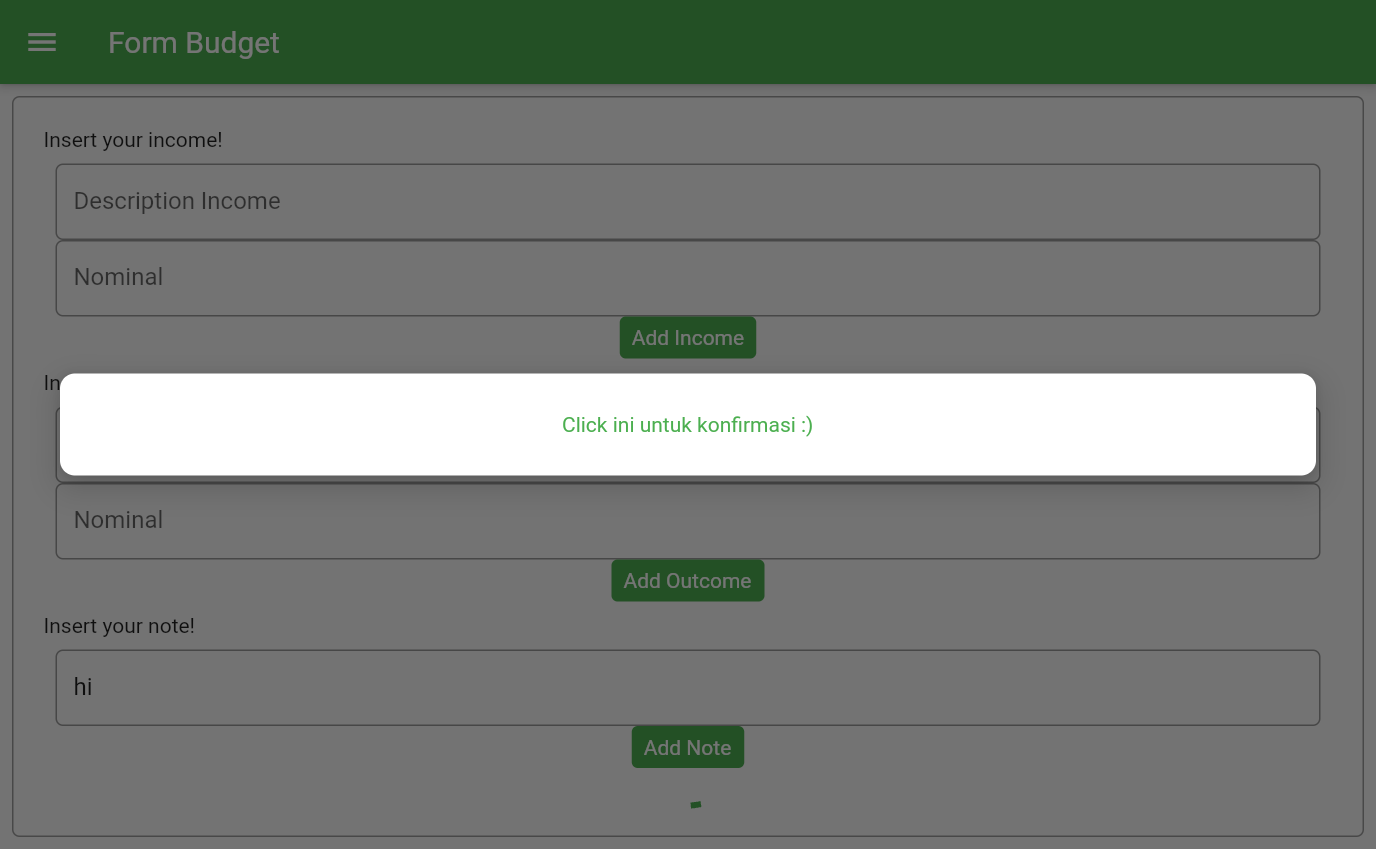 Form Budget
Insert your income!
Description Income
Nominal
Add Income
In
Click ini untuk konfirmasi :)
Nominal
Add Outcome
Insert your note!
hi
Add Note